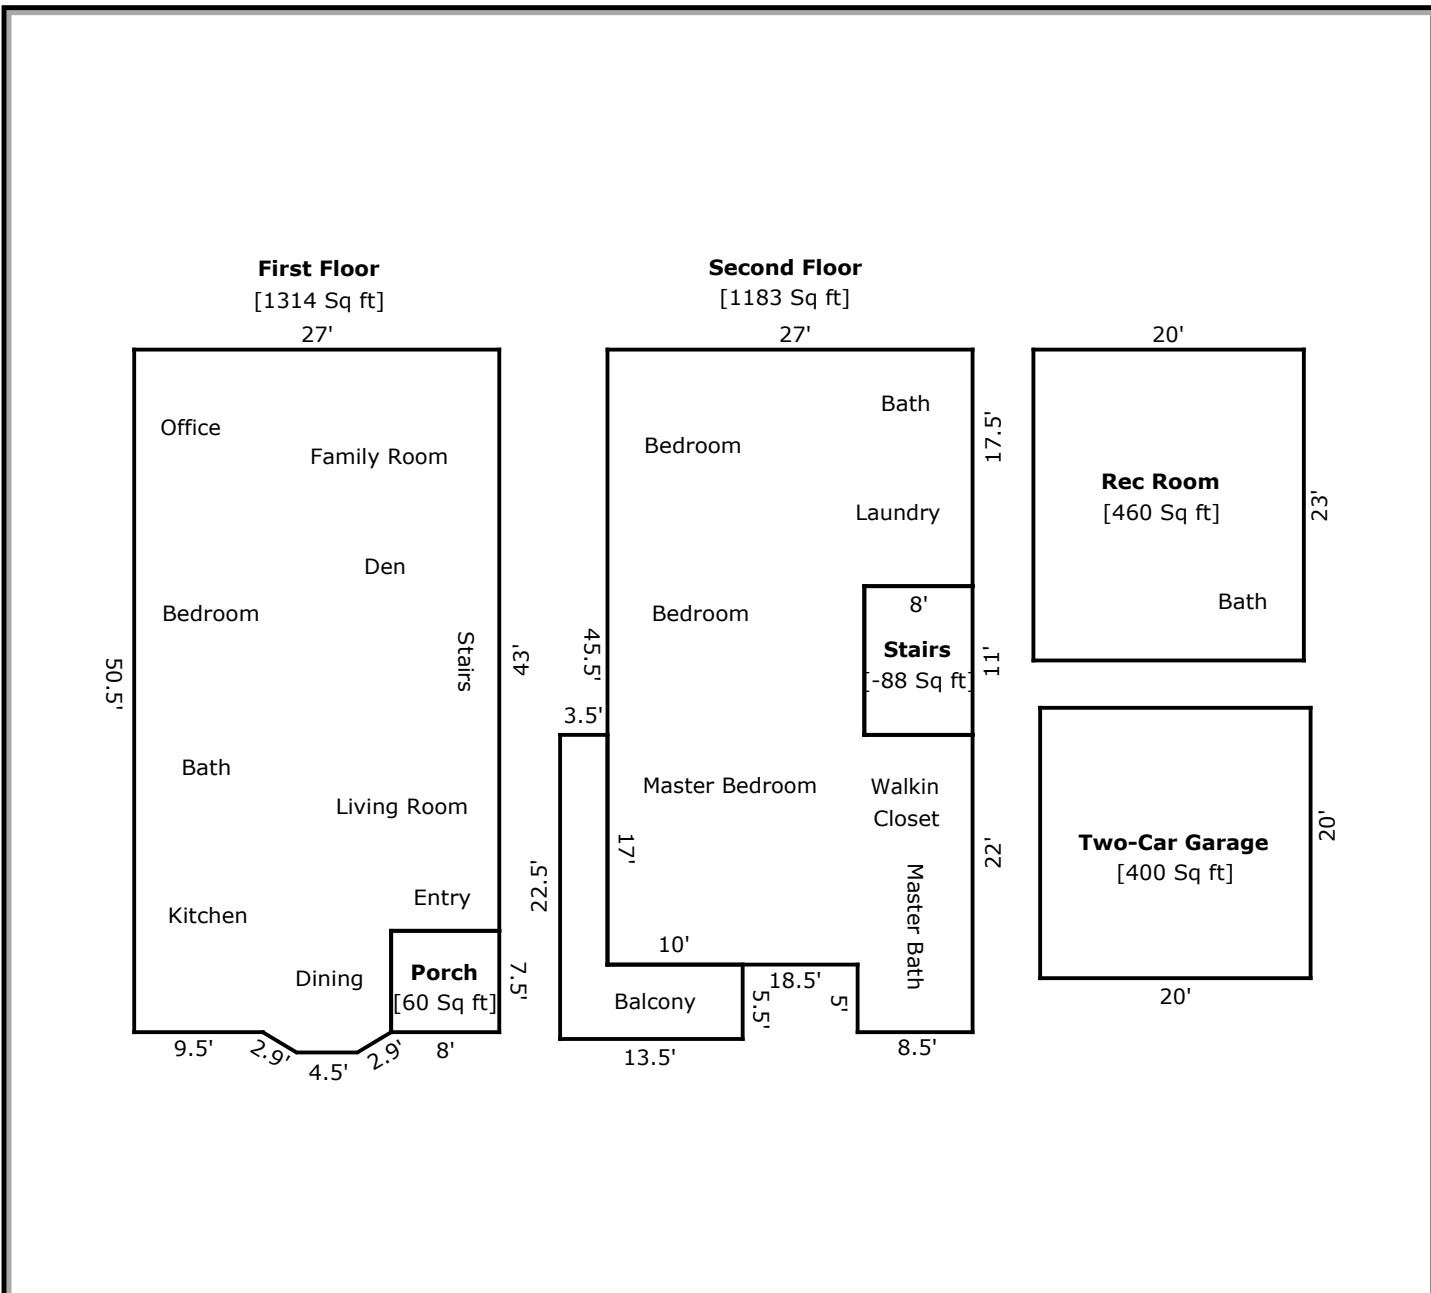 First Floor
[1314 Sq ft]
27'
Office
Family Room
Den
Bedroom
Stairs
43'
50.5'
Bath
Living Room
Entry
Kitchen
Dining
Porch
[60 Sq ft]
7.5'
9.5'
2.9'
4.5'
2.9'
8'
Second Floor
[1183 Sq ft]
27'
Bath
17.5'
Bedroom
Laundry
Bedroom
45.5'
8'
Stairs
[-88 Sq ft]
11'
3.5'
Master Bedroom
Walkin
Closet
17'
22'
22.5'
Master Bath
10'
18.5'
5'
5.5'
Balcony
13.5'
8.5'
20'
Rec Room
[460 Sq ft]
23'
Bath
Two-Car Garage
[400 Sq ft]
20'
20'